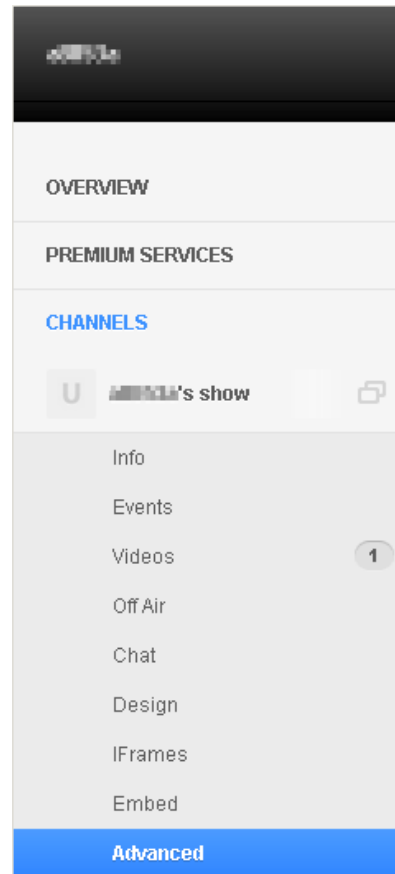 OVERVIEW
PREMIUM SERVICES
CHANNELS
U 's show
Info
Events
Videos 1
Off Air
Chat
Design
IFrames
Embed
Advanced